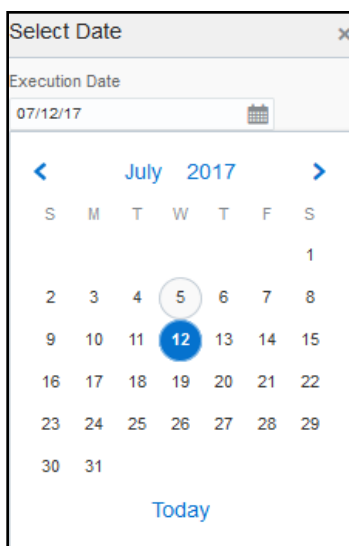 Select Date ×
Execution Date
07/12/17
July 2017
S M T W T F S
1
2 3 4 5 6 7 8
9 10 11 12 13 14 15
16 17 18 19 20 21 22
23 24 25 26 27 28 29
30 31
Today